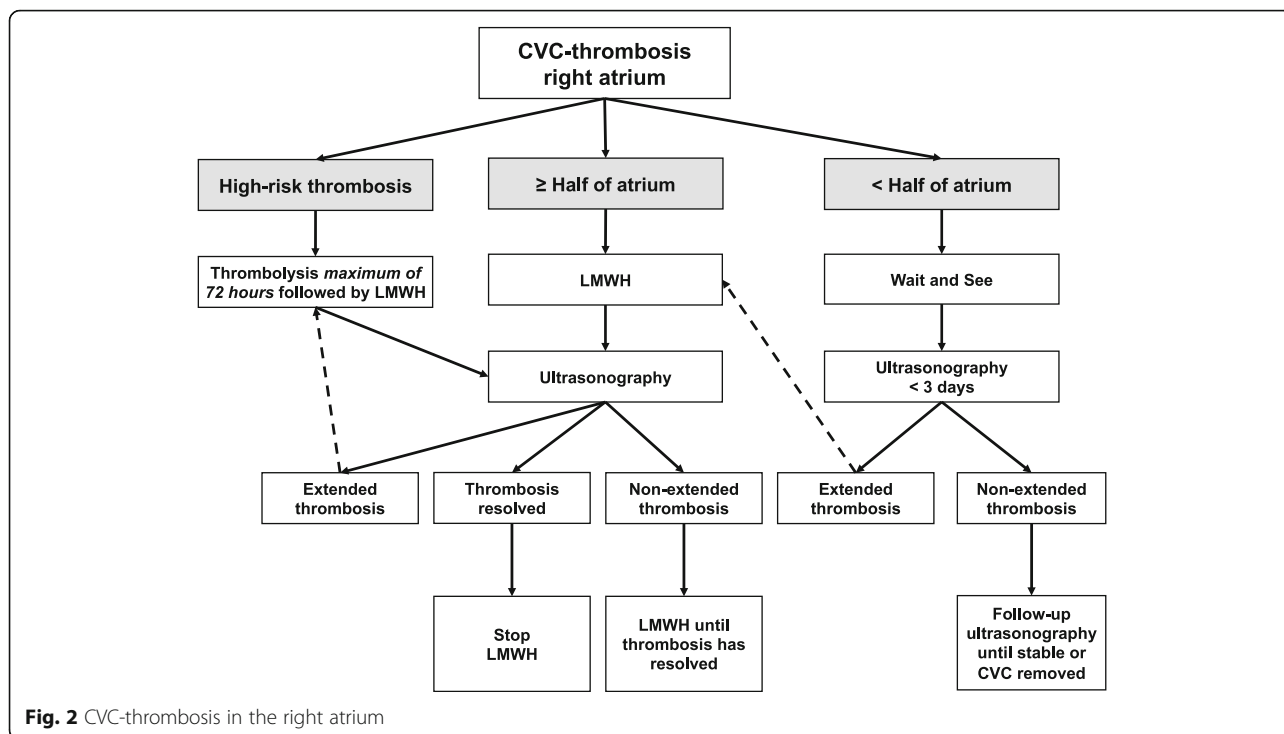 CVC-thrombosis
right atrium
High-risk thrombosis
≥ Half of atrium
< Half of atrium
Thrombolysis maximum of
72 hours followed by LMWH
LMWH
Wait and See
Ultrasonography
Ultrasonography
< 3 days
Extended
thrombosis
Thrombosis
resolved
Non-extended
thrombosis
Extended
thrombosis
Non-extended
thrombosis
Stop
LMWH
LMWH until
thrombosis has
resolved
Follow-up
ultrasonography
until stable or
CVC removed
Fig. 2 CVC-thrombosis in the right atrium